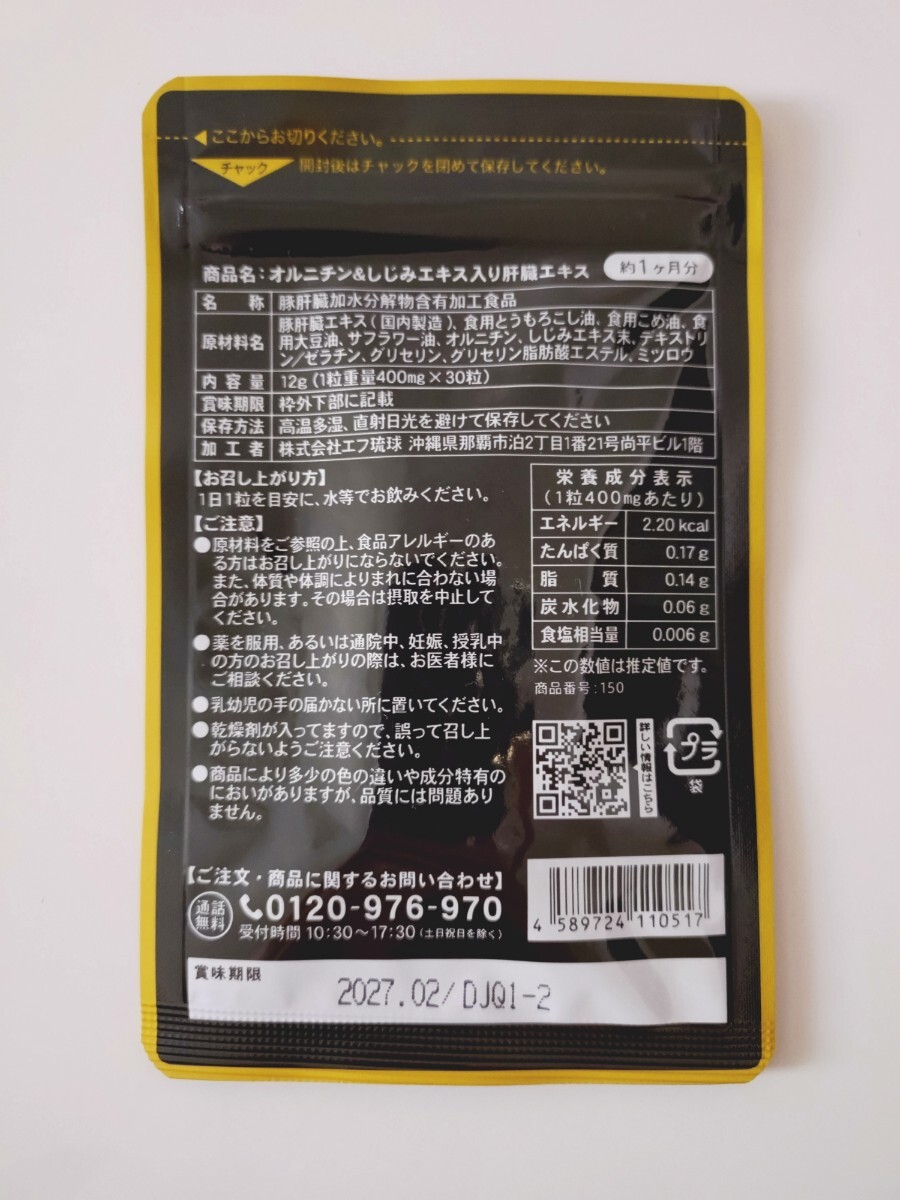 ここからお切りください。
チャック 開封後はチャックを閉めて保存してください。
商品名：オルニチン&しじみエキス入り肝臓エキス 約1ヶ月分
名称 豚肝臓加水分解物含有加工食品
原材料名 豚肝臓エキス(国内製造)、食用とうもろこし油、食用こめ油、食
用大豆油、サフラワー油、オルニチン、しじみエキス末、デキストリ
ン/ゼラチン、グリセリン、グリセリン脂肪酸エステル、ミツロウ
内容量 12g (1粒重量400mg×30粒)
賞味期限 枠外下部に記載
保存方法 高温多湿、直射日光を避けて保存してください
加工者 株式会社エフ琉球 沖縄県那覇市泊2丁目1番21号尚平ビル1階
【お召し上がり方】
1日1粒を目安に、水等でお飲みください。
【ご注意】
●原材料をご参照の上、食品アレルギーのあ
る方はお召し上がりにならないでください。
また、体質や体調によりまれに合わない場
合があります。その場合は摂取を中止して
ください。
●薬を服用、あるいは通院中、妊娠、授乳中
の方のお召し上がりの際は、お医者様に
ご相談ください。
●乳幼児の手の届かない所に置いてください。
●乾燥剤が入ってますので、誤って召し上
がらないようご注意ください。
●商品により多少の色の違いや成分特有の
においがありますが、品質には問題あり
ません。
栄養成分表示
(1粒400mgあたり)
エネルギー 2.20 kcal
たんぱく質 0.17 g
脂質 0.14 g
炭水化物 0.06 g
食塩相当量 0.006 g
※この数値は推定値です。
商品番号：150
詳しい情報はこちら
プラ
袋
【ご注文・商品に関するお問い合わせ】
通話無料 0120-976-970
受付時間 10:30～17:30 (土日祝日を除く)
4 589724 110517
賞味期限
2027.02/DJQ1-2